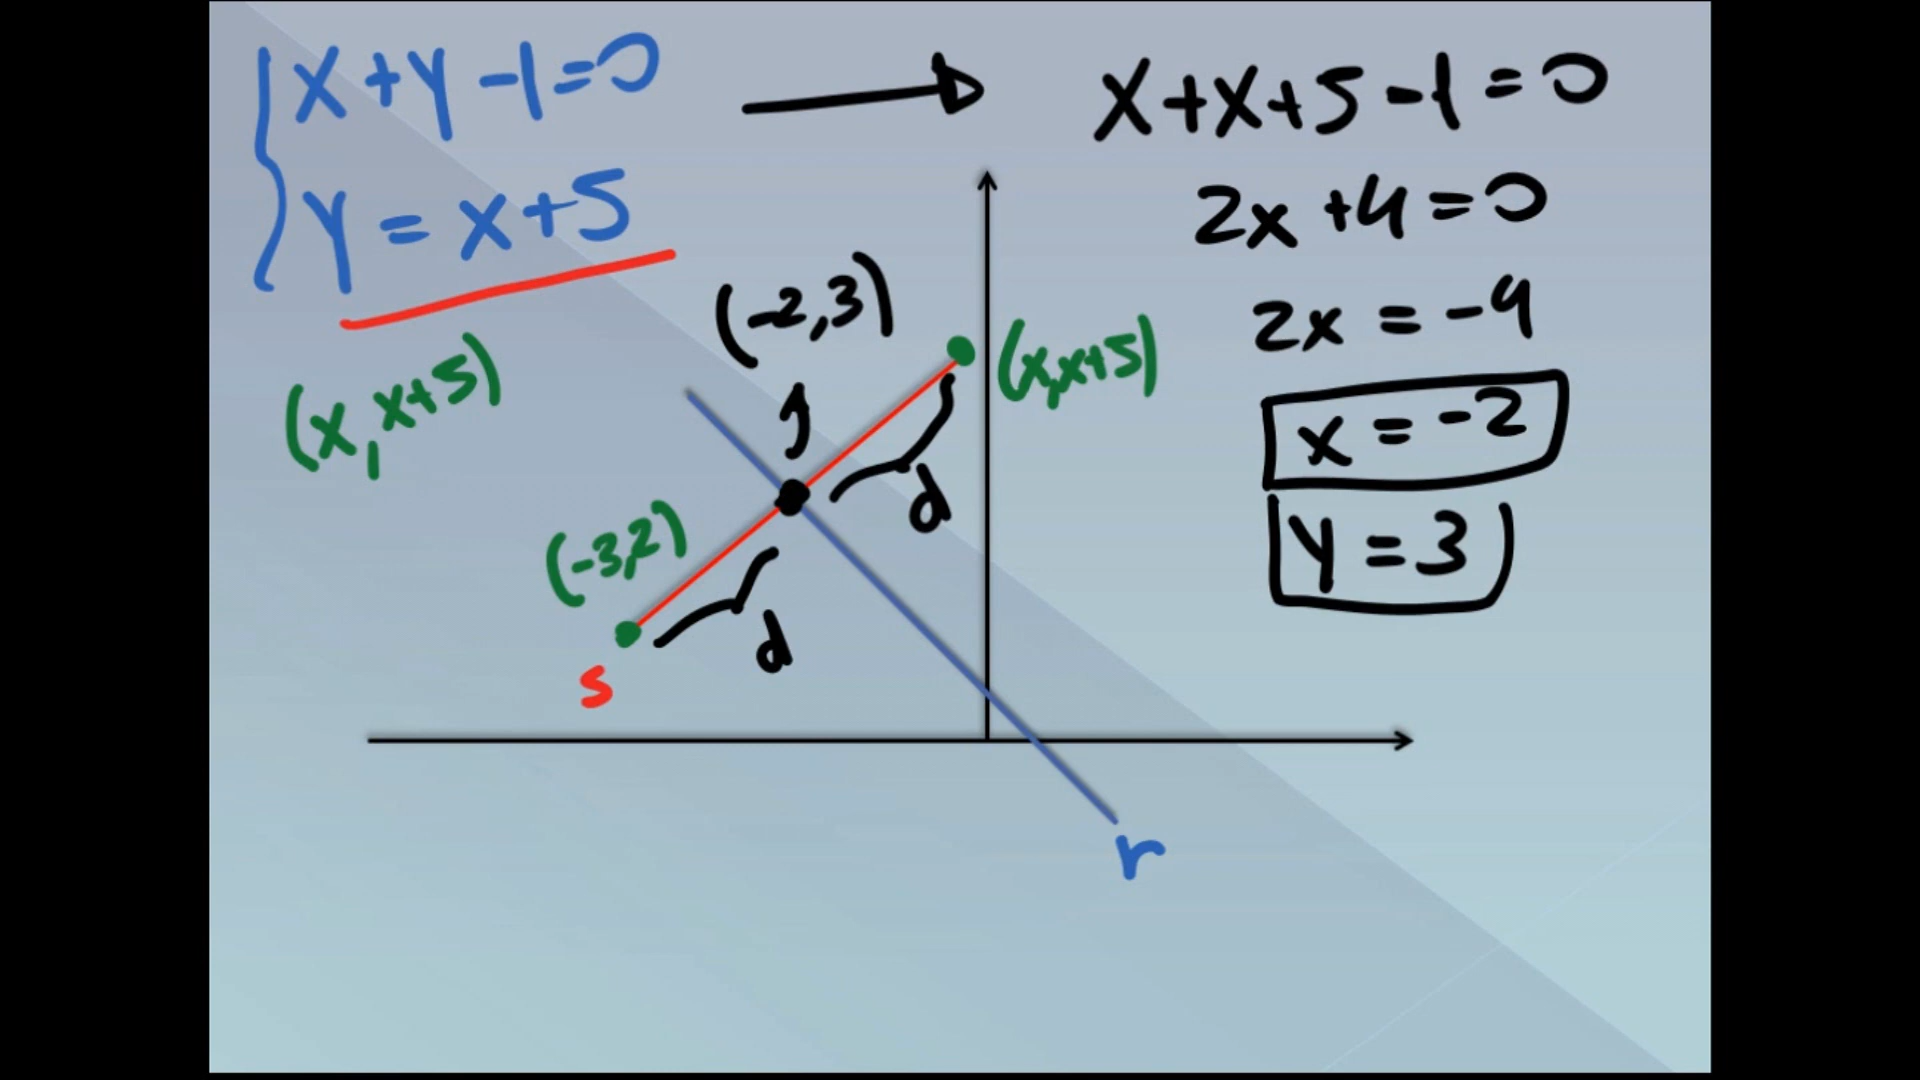 x+y-1=0
y=x+5
x+x+5-1=0
2x+4=0
2x=-4
x=-2
y=3
(x,x+5)
(-2,3)
(x,x+5)
(-3,2)
d
d
s
r